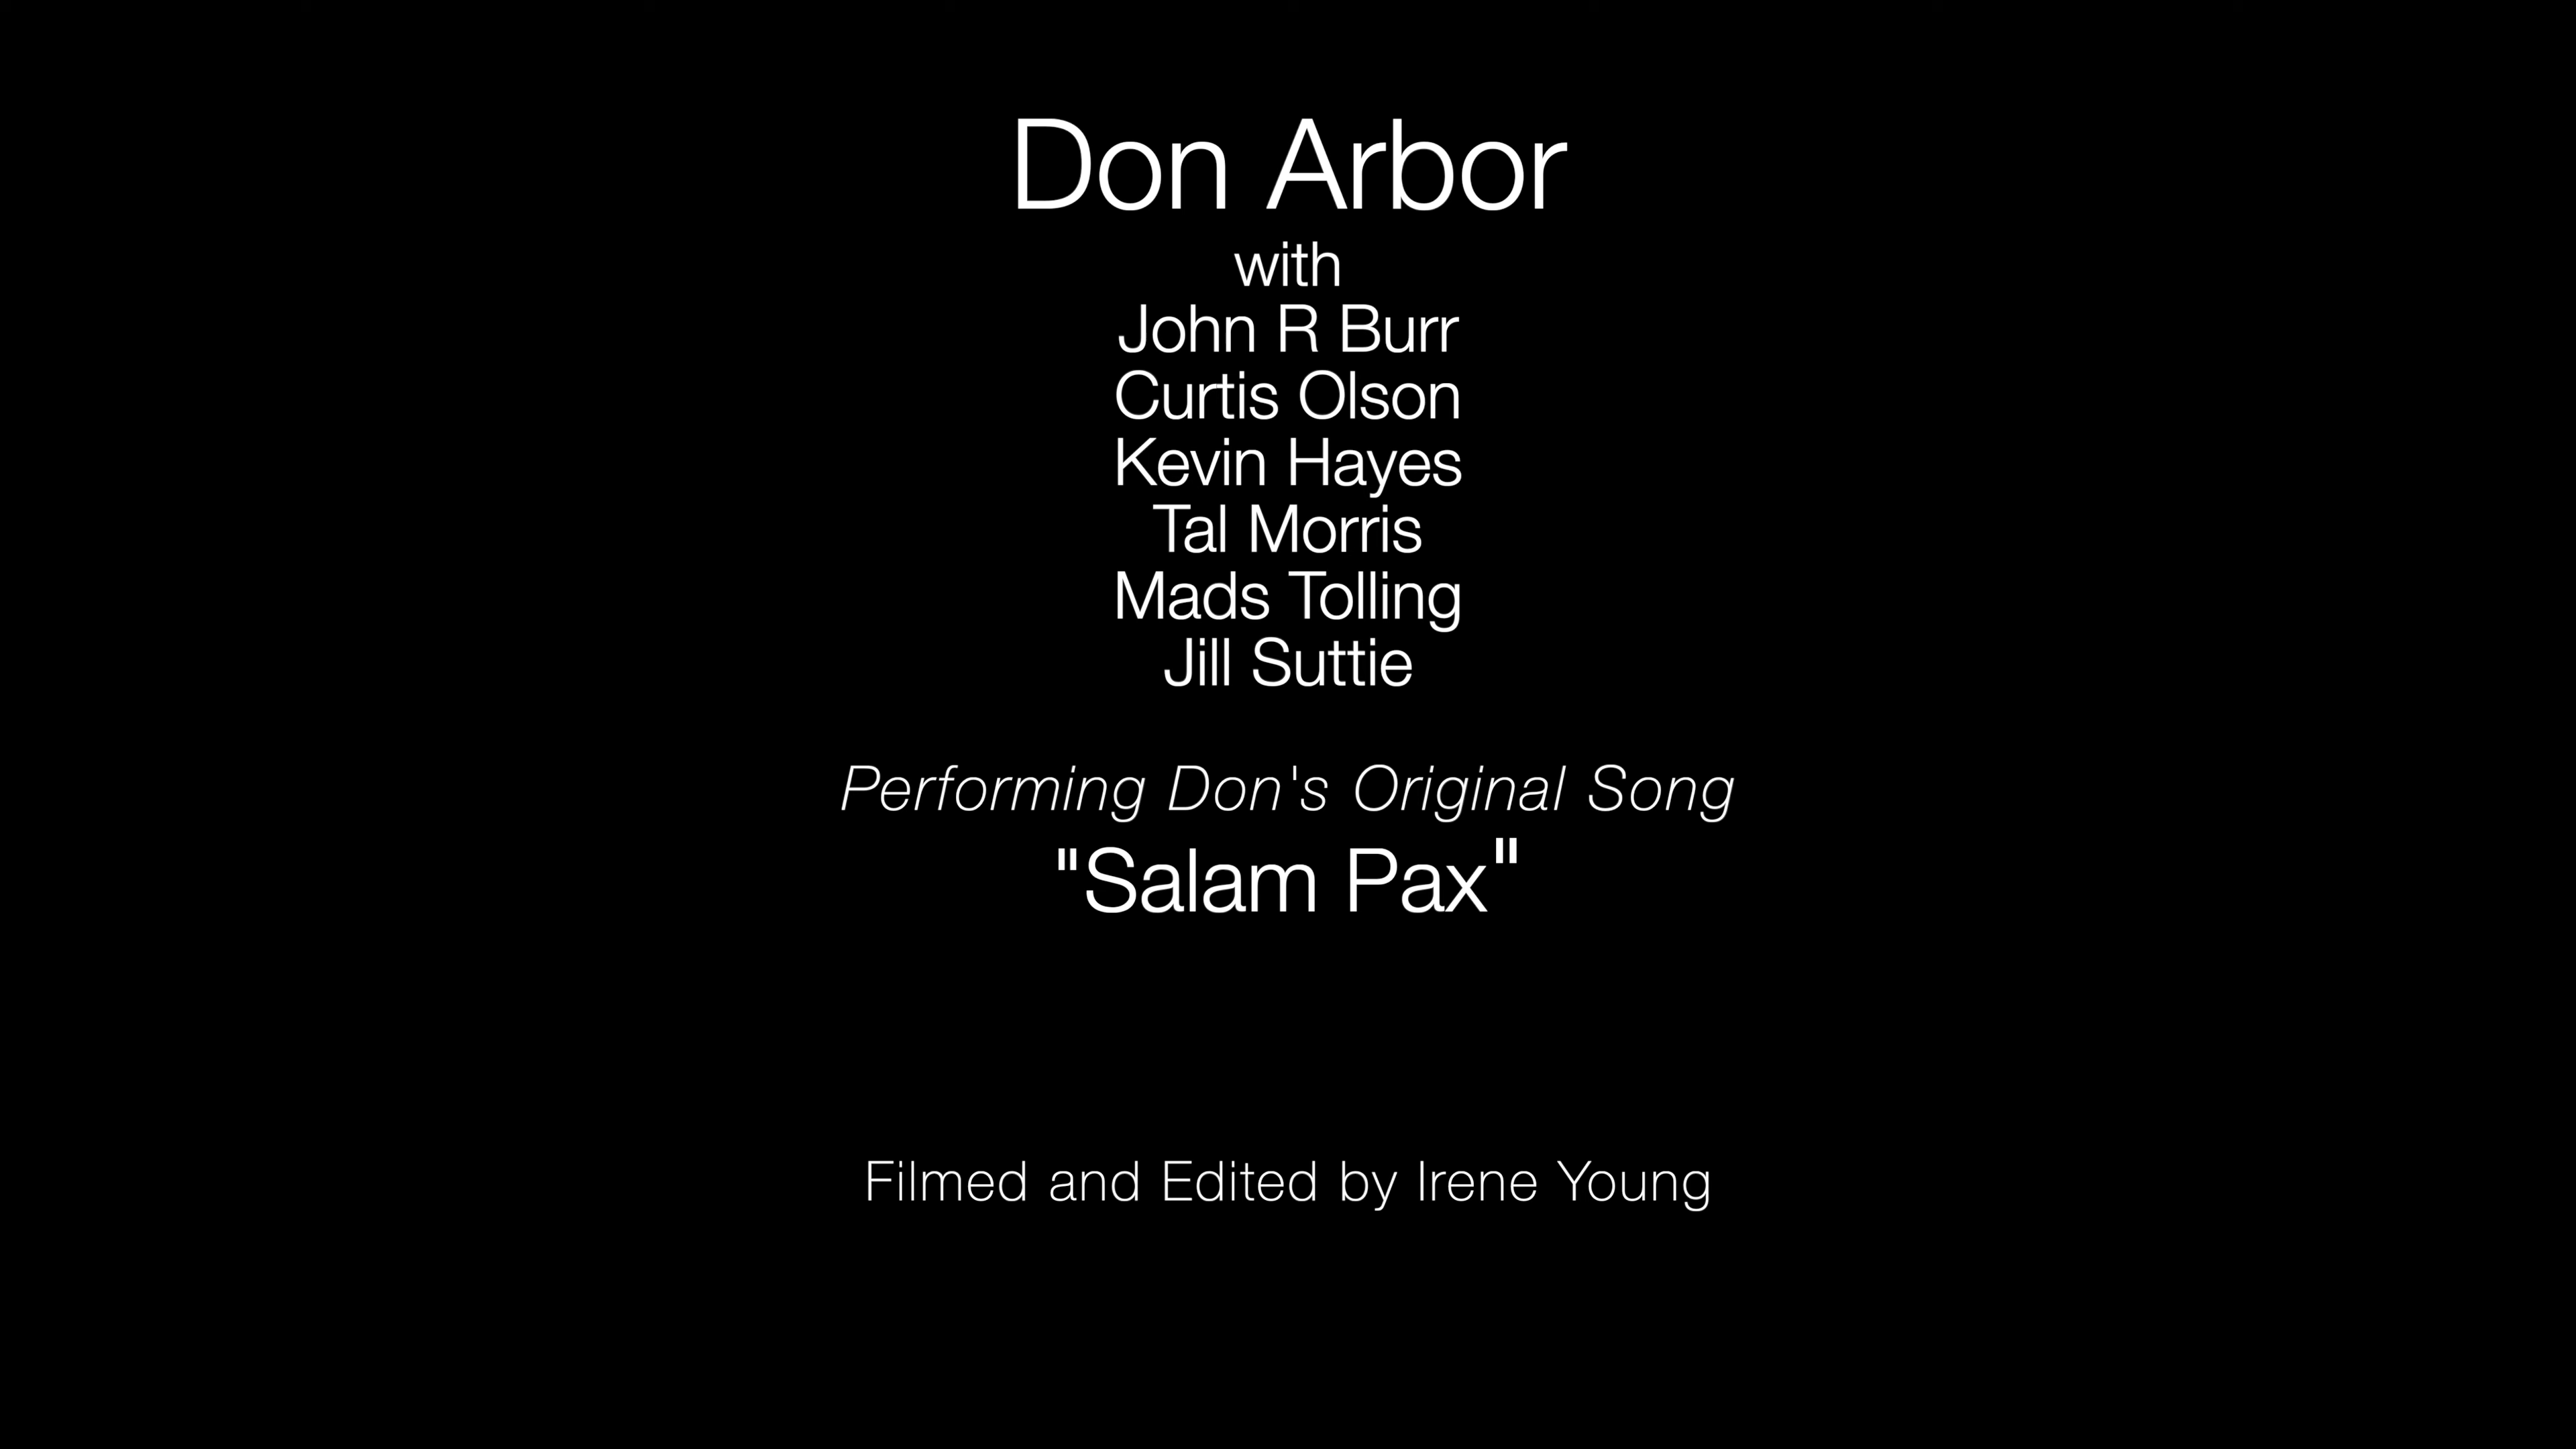 Don Arbor
with
John R Burr
Curtis Olson
Kevin Hayes
Tal Morris
Mads Tolling
Jill Suttie
Performing Don's Original Song
"Salam Pax"
Filmed and Edited by Irene Young